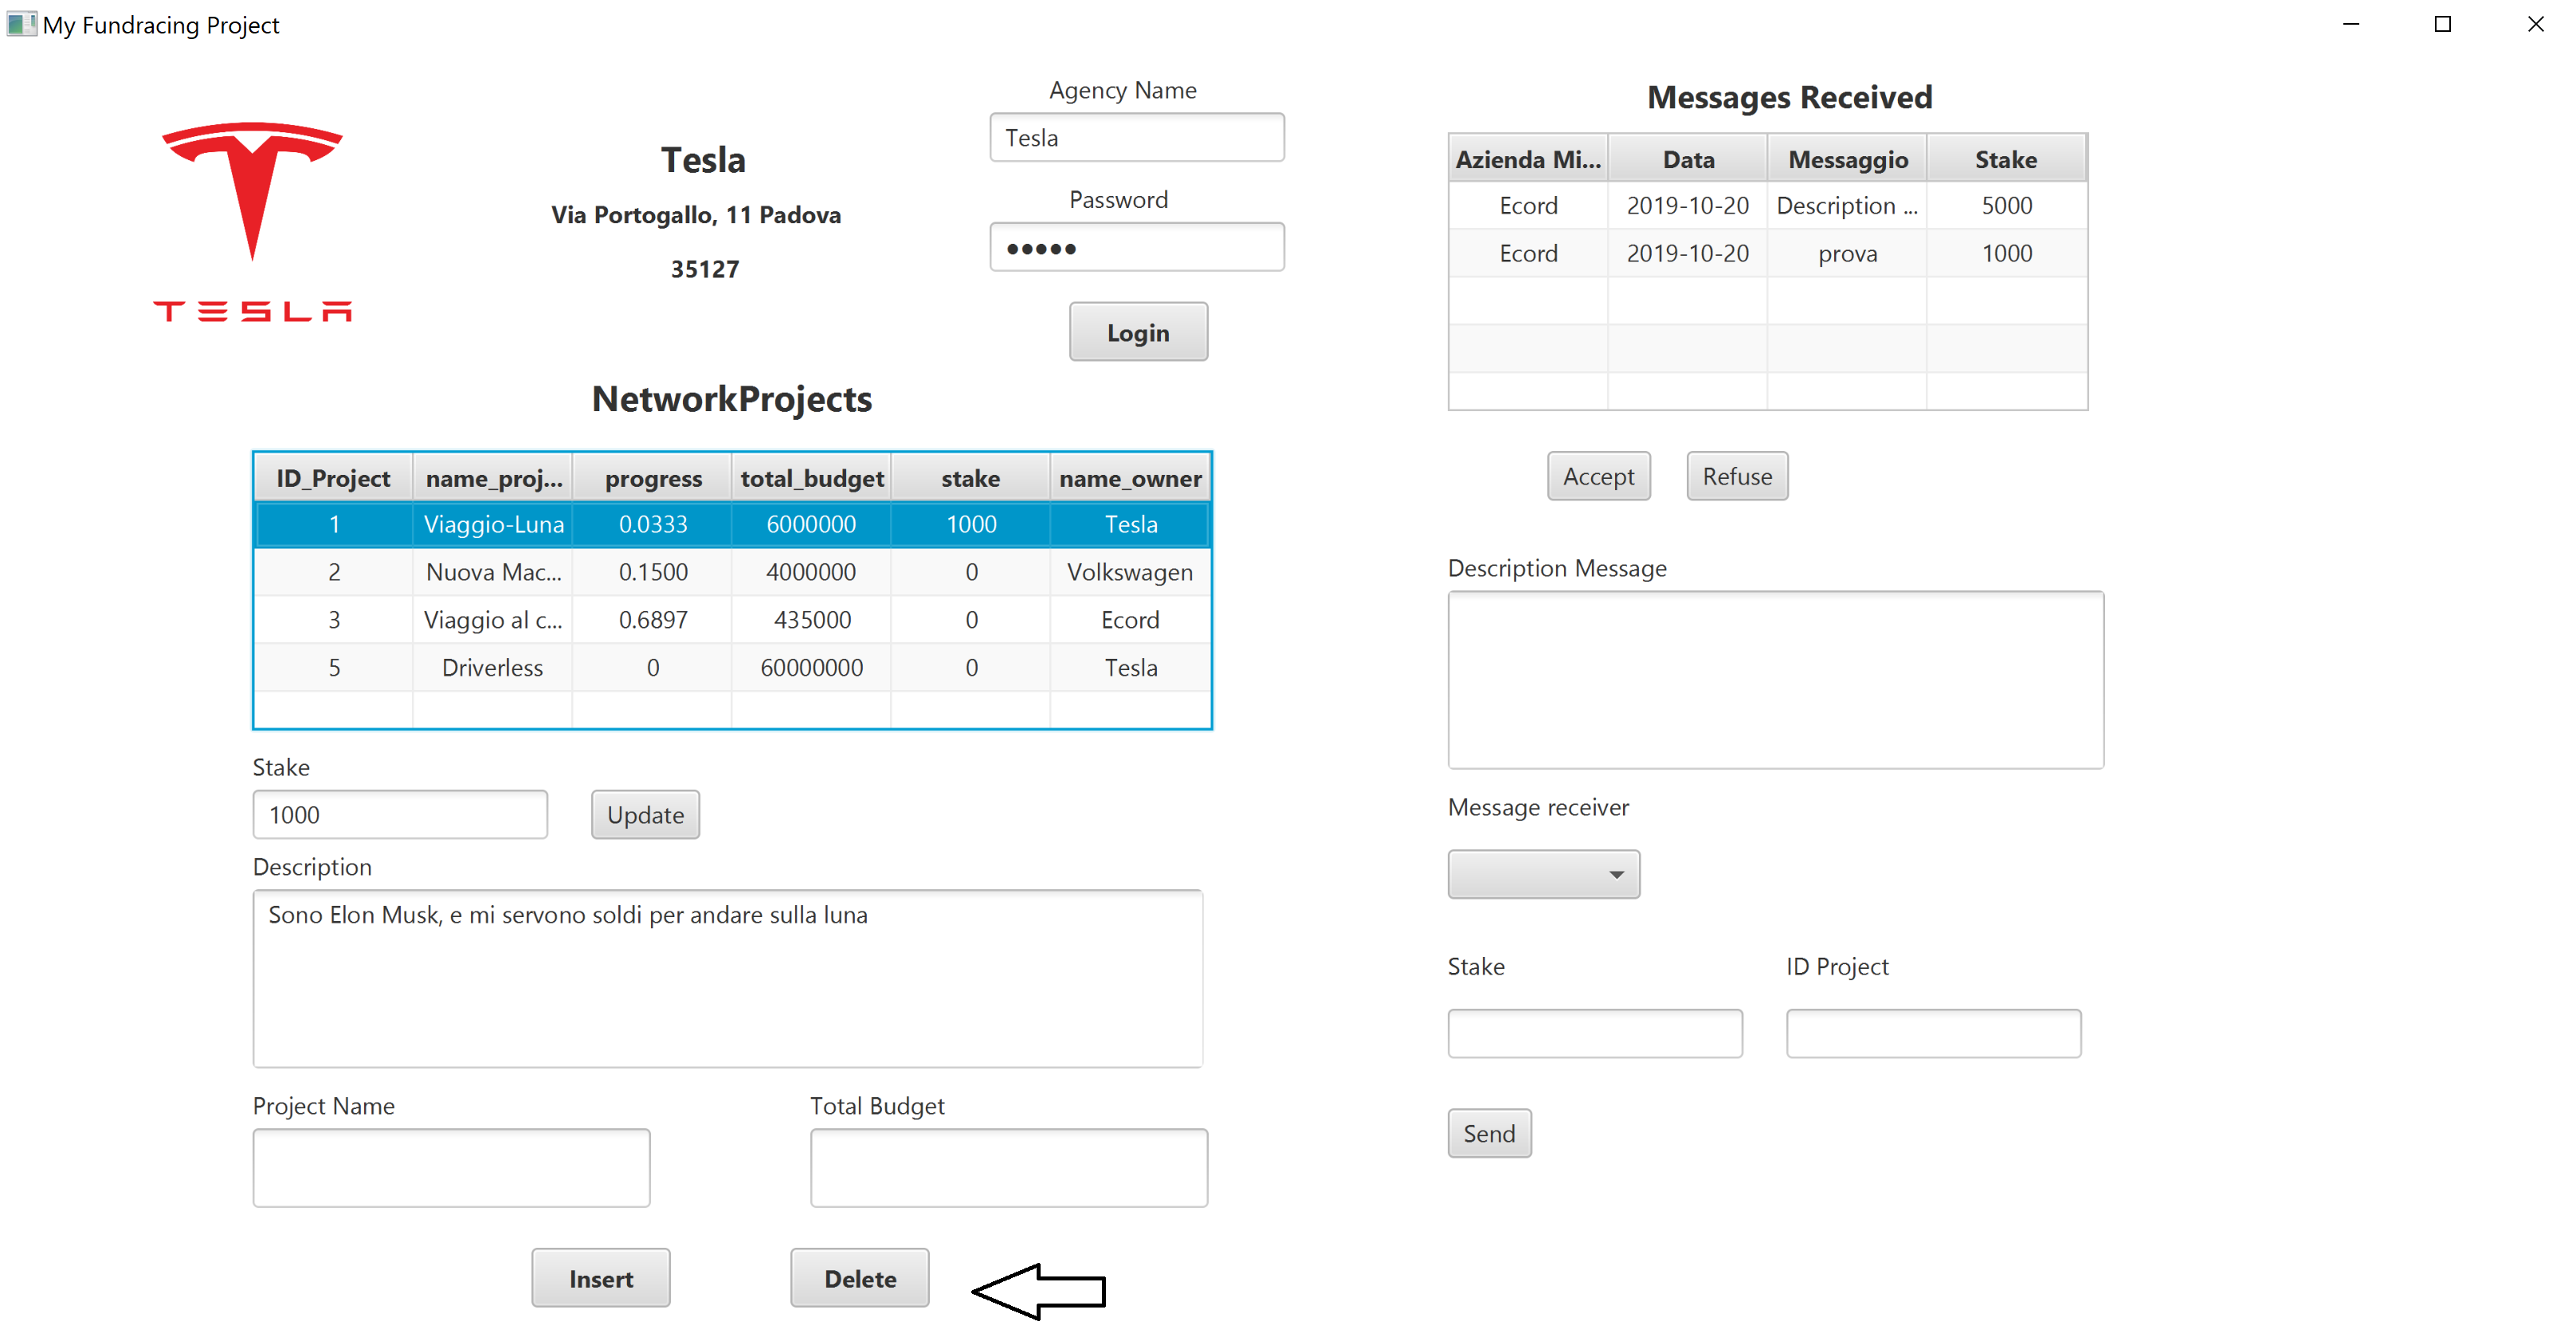 My Fundracing Project
TESLA
Tesla
Via Portogallo, 11 Padova
35127
Agency Name
Tesla
Password
●●●●●
Login
NetworkProjects
ID_Project name_proj... progress total_budget stake name_owner
1 Viaggio-Luna 0.0333 6000000 1000 Tesla
2 Nuova Mac... 0.1500 4000000 0 Volkswagen
3 Viaggio al c... 0.6897 435000 0 Ecord
5 Driverless 0 60000000 0 Tesla
Stake
1000 Update
Description
Sono Elon Musk, e mi servono soldi per andare sulla luna
Project Name Total Budget
Insert Delete
Messages Received
Azienda Mi... Data Messaggio Stake
Ecord 2019-10-20 Description ... 5000
Ecord 2019-10-20 prova 1000
Accept Refuse
Description Message
Message receiver
Stake ID Project
Send